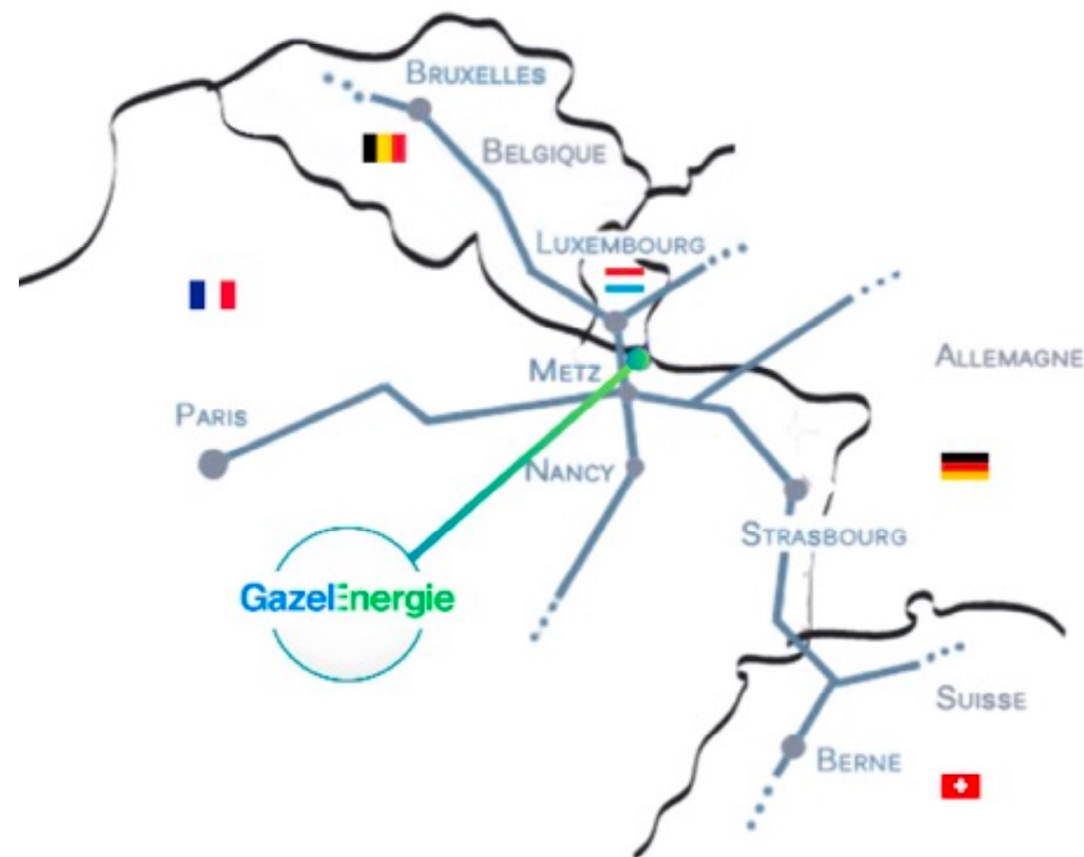 BRUXELLES
BELGIQUE
LUXEMBOURG
ALLEMAGNE
METZ
PARIS
NANCY
STRASBOURG
GazelEnergie
SUISSE
BERNE